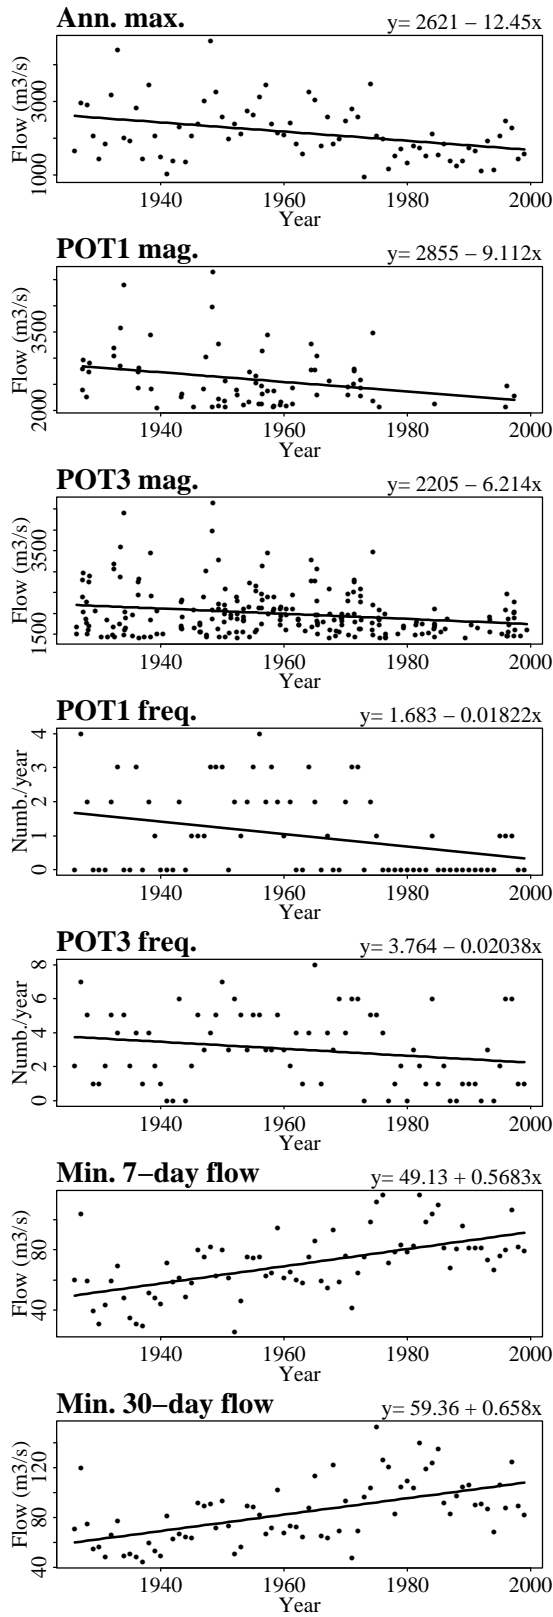 Ann. max. y= 2621 − 12.45x
Flow (m3/s)
1000 3000
1940 1960 1980 2000
Year
POT1 mag. y= 2855 − 9.112x
Flow (m3/s)
2000 3500
1940 1960 1980 2000
Year
POT3 mag. y= 2205 − 6.214x
Flow (m3/s)
1500 3500
1940 1960 1980 2000
Year
POT1 freq. y= 1.683 − 0.01822x
Numb./year
0 1 2 3 4
1940 1960 1980 2000
Year
POT3 freq. y= 3.764 − 0.02038x
Numb./year
0 2 4 6 8
1940 1960 1980 2000
Year
Min. 7−day flow y= 49.13 + 0.5683x
Flow (m3/s)
40 80
1940 1960 1980 2000
Year
Min. 30−day flow y= 59.36 + 0.658x
Flow (m3/s)
40 80 120
1940 1960 1980 2000
Year